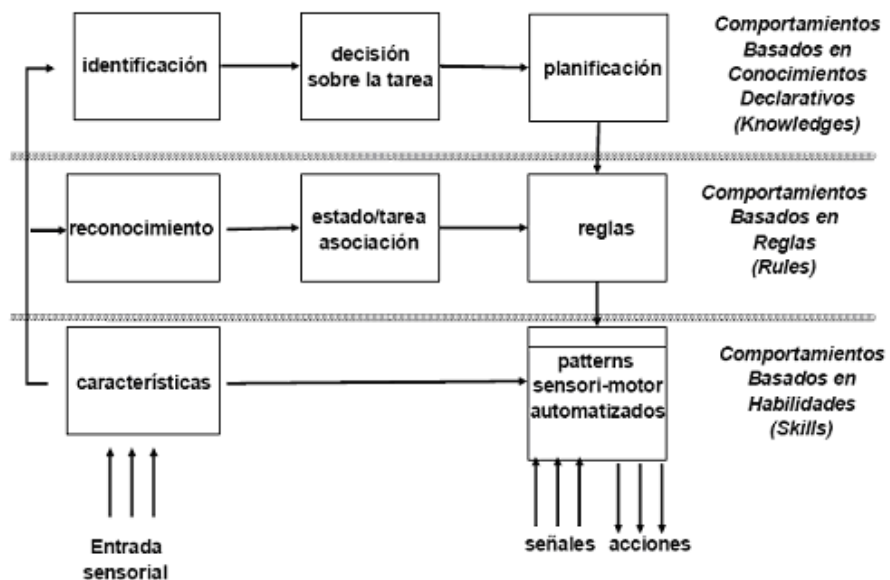 identificación
decisión
sobre la tarea
planificación
Comportamientos
Basados en
Conocimientos
Declarativos
(Knowledges)
reconocimiento
estado/tarea
asociación
reglas
Comportamientos
Basados en
Reglas
(Rules)
características
patterns
sensori-motor
automatizados
Comportamientos
Basados en
Habilidades
(Skills)
Entrada
sensorial
señales
acciones